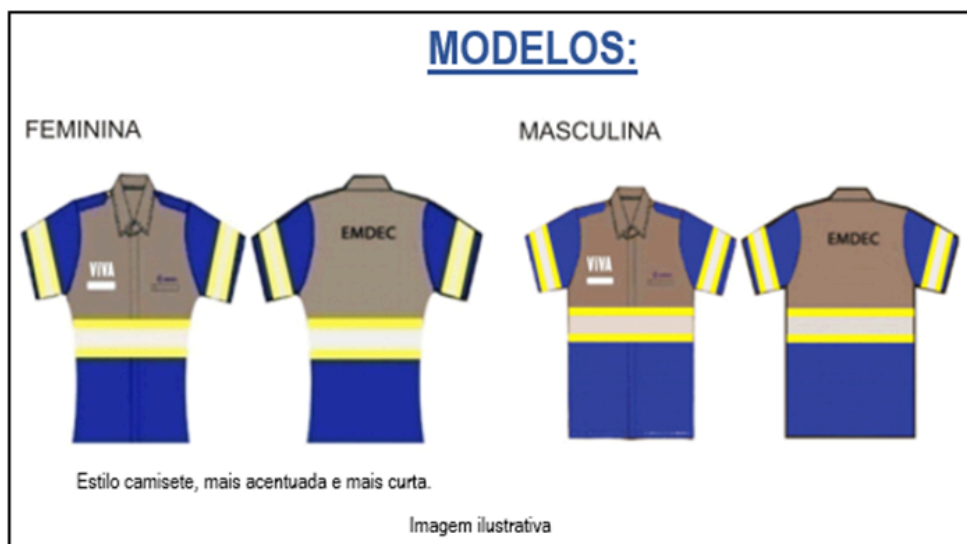 MODELOS:
FEMININA
MASCULINA
VIVA
EMDEC
VIVA
EMDEC
Estilo camisete, mais acentuada e mais curta.
Imagem ilustrativa